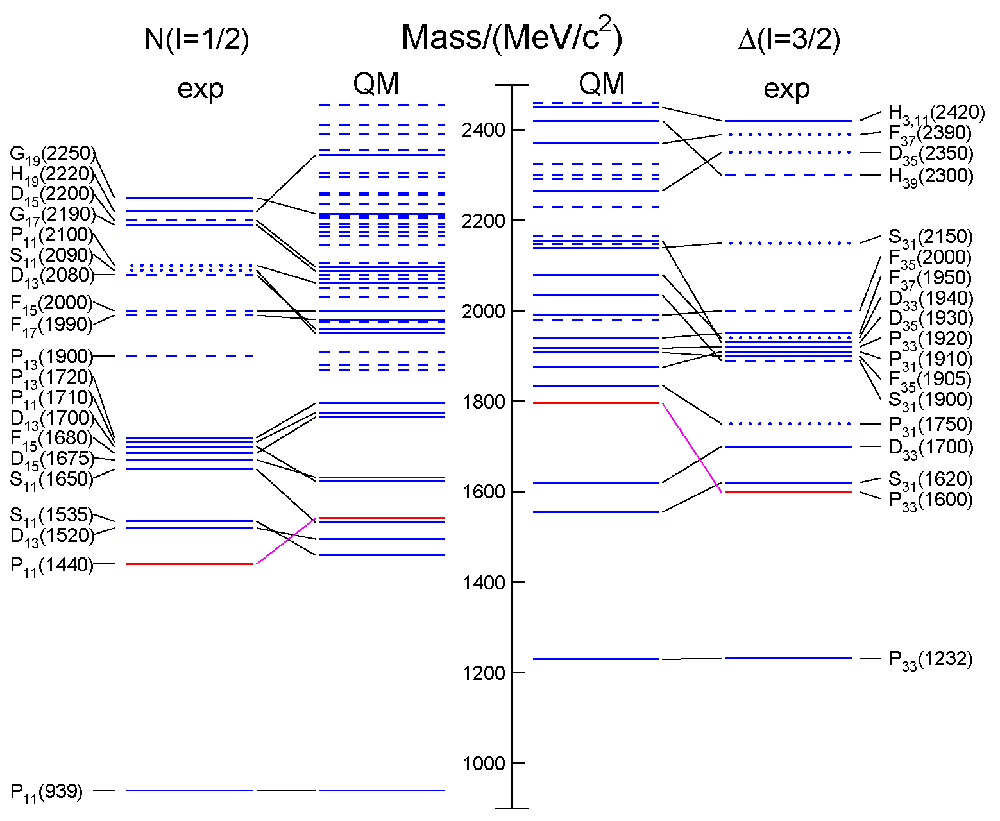 N(I=1/2)
Mass/(MeV/c²)
Δ(I=3/2)
exp
QM
QM
exp
G₁₉(2250)
H₁₉(2220)
D₁₅(2200)
G₁₇(2190)
P₁₁(2100)
S₁₁(2090)
D₁₃(2080)
F₁₅(2000)
F₁₇(1990)
P₁₃(1900)
P₁₃(1720)
P₁₁(1710)
D₁₃(1700)
F₁₅(1680)
D₁₅(1675)
S₁₁(1650)
S₁₁(1535)
D₁₃(1520)
P₁₁(1440)
P₁₁(939)
2400
2200
2000
1800
1600
1400
1200
1000
H₃,₁₁(2420)
F₃₇(2390)
D₃₅(2350)
H₃₉(2300)
S₃₁(2150)
F₃₅(2000)
F₃₇(1950)
D₃₃(1940)
D₃₅(1930)
P₃₃(1920)
P₃₁(1910)
F₃₅(1905)
S₃₁(1900)
P₃₁(1750)
D₃₃(1700)
S₃₁(1620)
P₃₃(1600)
P₃₃(1232)